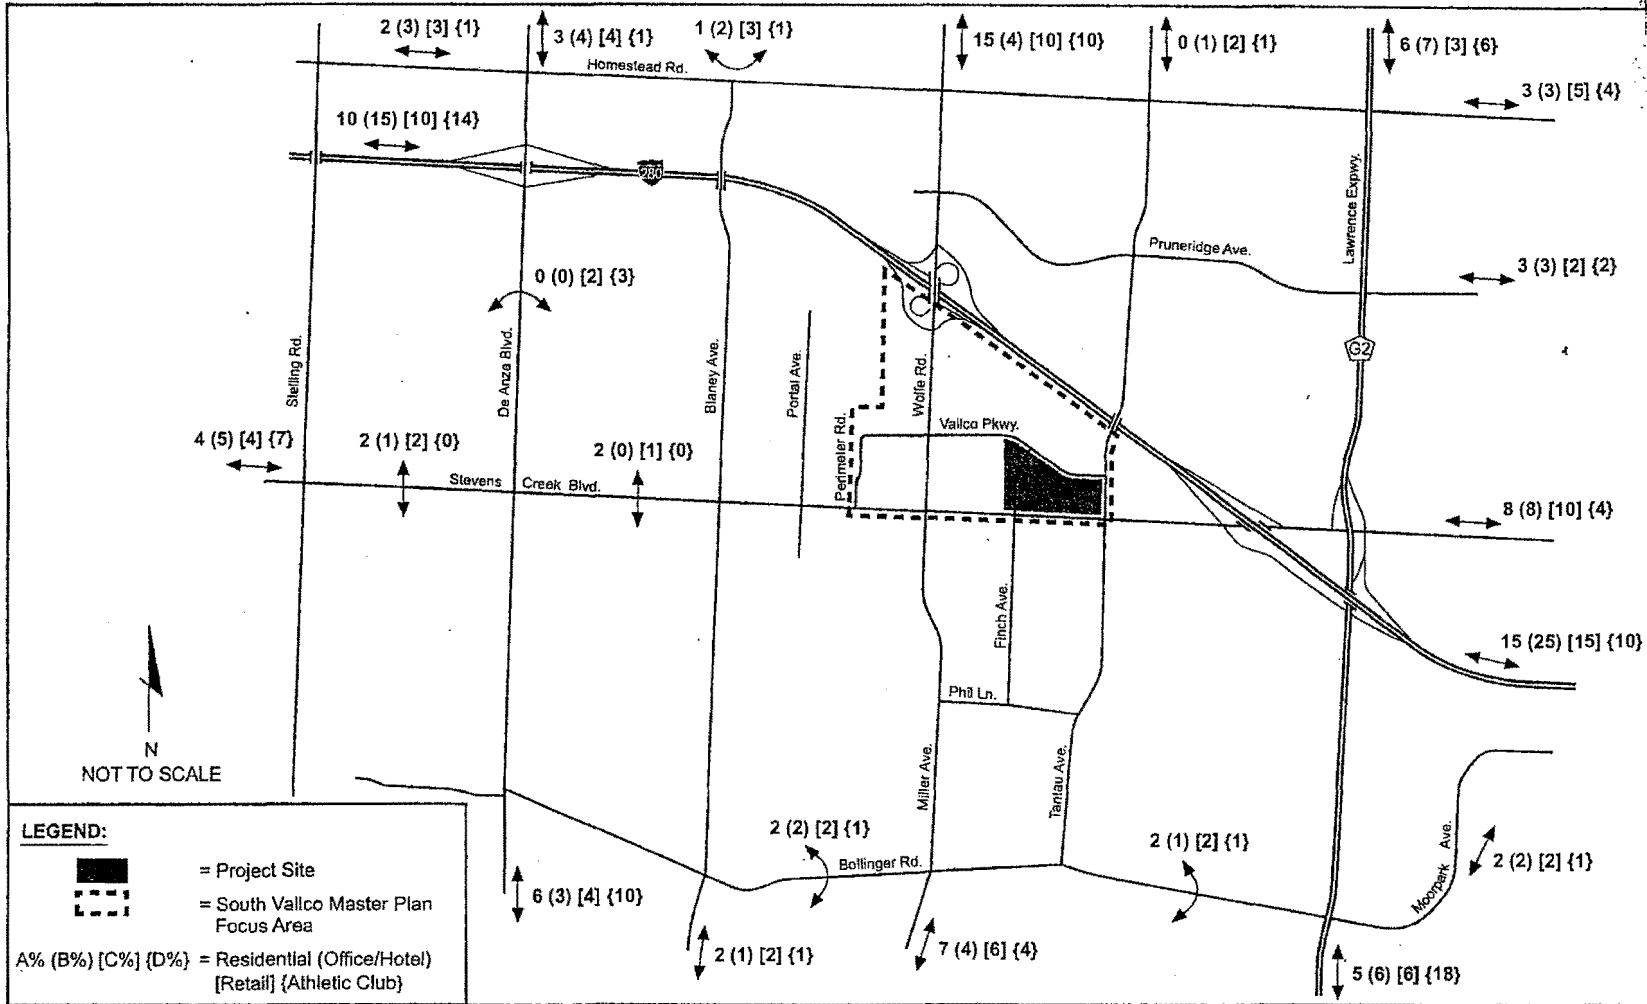 2 (3) [3] {1}
3 (4) [4] {1}
1 (2) [3] {1}
15 (4) [10] {10}
0 (1) [2] {1}
6 (7) [3] {6}
Homestead Rd.
3 (3) [5] {4}
10 (15) [10] {14}
280
Pruneridge Ave.
Lawrence Expwy.
0 (0) [2] {3}
3 (3) [2] {2}
G2
Stelling Rd.
De Anza Blvd.
Blaney Ave.
Portal Ave.
Wolfe Rd.
Perimeter Rd.
Vallco Pkwy.
4 (5) [4] {7}
2 (1) [2] {0}
2 (0) [1] {0}
Stevens Creek Blvd.
8 (8) [10] {4}
Finch Ave.
15 (25) [15] {10}
Phil Ln.
N
NOT TO SCALE
Miller Ave.
Tantau Ave.
2 (2) [2] {1}
Bollinger Rd.
2 (1) [2] {1}
Moorpark Ave.
2 (2) [2] {1}
6 (3) [4] {10}
2 (1) [2] {1}
7 (4) [6] {4}
5 (6) [6] {18}
LEGEND:
= Project Site
= South Vallco Master Plan
Focus Area
A% (B%) [C%] {D%} = Residential (Office/Hotel)
[Retail] {Athletic Club}